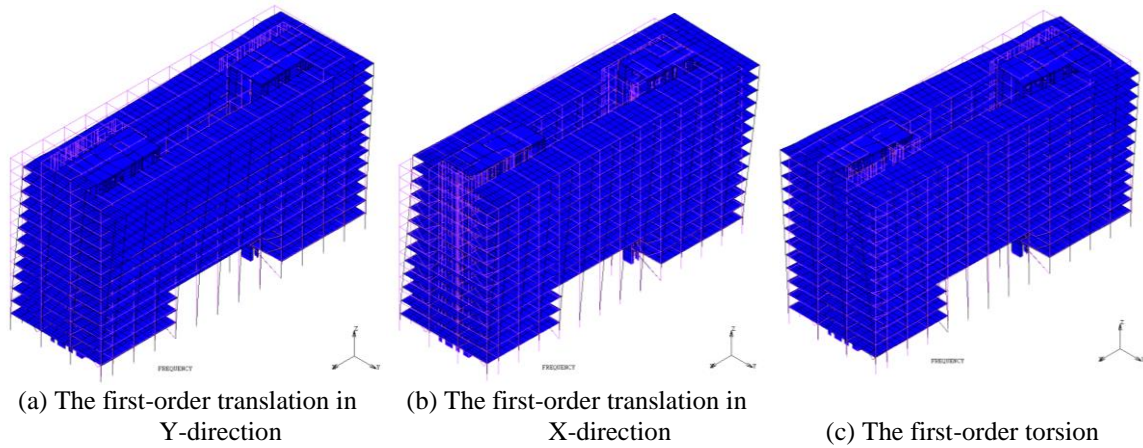 Z
Y
FREQUENCY
Z
FREQUENCY
Z
FREQUENCY
(a) The first-order translation in
Y-direction
(b) The first-order translation in
X-direction
(c) The first-order torsion